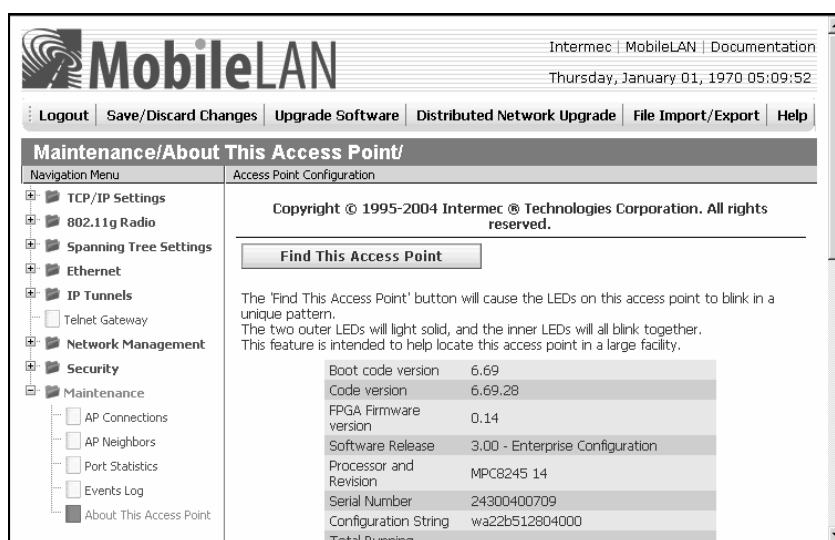 MobileLAN
Intermec | MobileLAN | Documentation
Thursday, January 01, 1970 05:09:52
Logout | Save/Discard Changes | Upgrade Software | Distributed Network Upgrade | File Import/Export | Help
Maintenance/About This Access Point/
Navigation Menu
Access Point Configuration
TCP/IP Settings
802.11g Radio
Spanning Tree Settings
Ethernet
IP Tunnels
Telnet Gateway
Network Management
Security
Maintenance
AP Connections
AP Neighbors
Port Statistics
Events Log
About This Access Point
Copyright © 1995-2004 Intermec ® Technologies Corporation. All rights
reserved.
Find This Access Point
The 'Find This Access Point' button will cause the LEDs on this access point to blink in a
unique pattern.
The two outer LEDs will light solid, and the inner LEDs will all blink together.
This feature is intended to help locate this access point in a large facility.
Boot code version 6.69
Code version 6.69.28
FPGA Firmware
version 0.14
Software Release 3.00 - Enterprise Configuration
Processor and
Revision MPC8245 14
Serial Number 24300400709
Configuration String wa22b512804000
Total Running